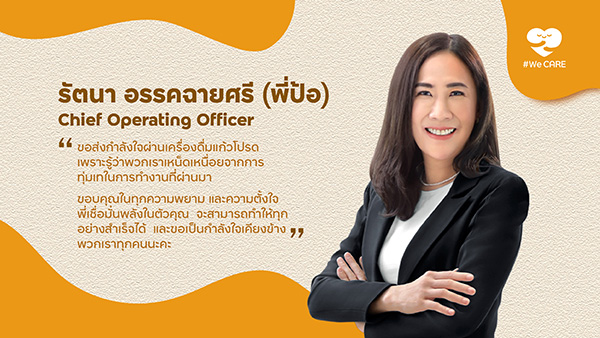 #We CARE
รัตนา อรรคฉายศรี (พี่ป้อ)
Chief Operating Officer
“ ขอส่งกำลังใจผ่านเครื่องดื่มแก้วโปรด
เพราะรู้ว่าพวกเราเหน็ดเหนื่อยจากการ
ทุ่มเทในการทำงานที่ผ่านมา
ขอบคุณในทุกความพยาม และความตั้งใจ
พี่เชื่อมั่นพลังในตัวคุณ จะสามารถทำให้ทุก
อย่างสำเร็จได้ และขอเป็นกำลังใจเคียงข้าง
พวกเราทุกคนนะคะ ”